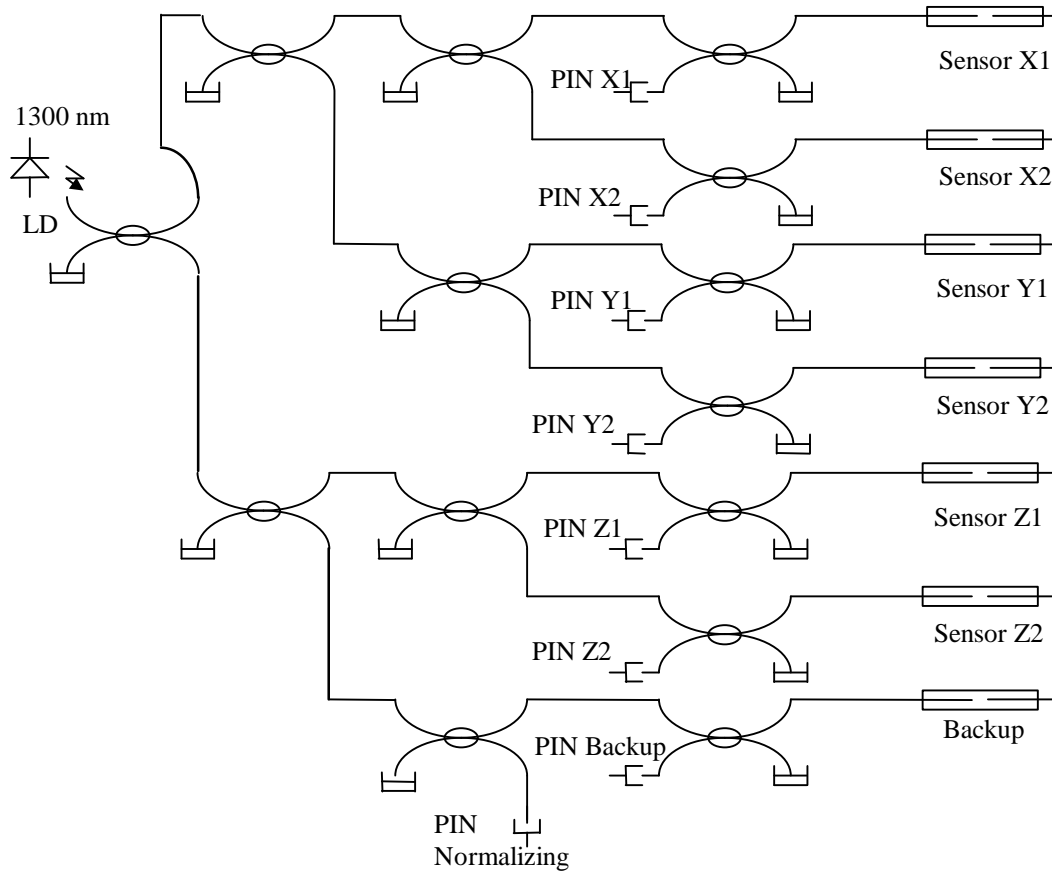 Sensor X1
PIN X1
1300 nm
Sensor X2
PIN X2
LD
Sensor Y1
PIN Y1
Sensor Y2
PIN Y2
Sensor Z1
PIN Z1
Sensor Z2
PIN Z2
Backup
PIN Backup
PIN
Normalizing